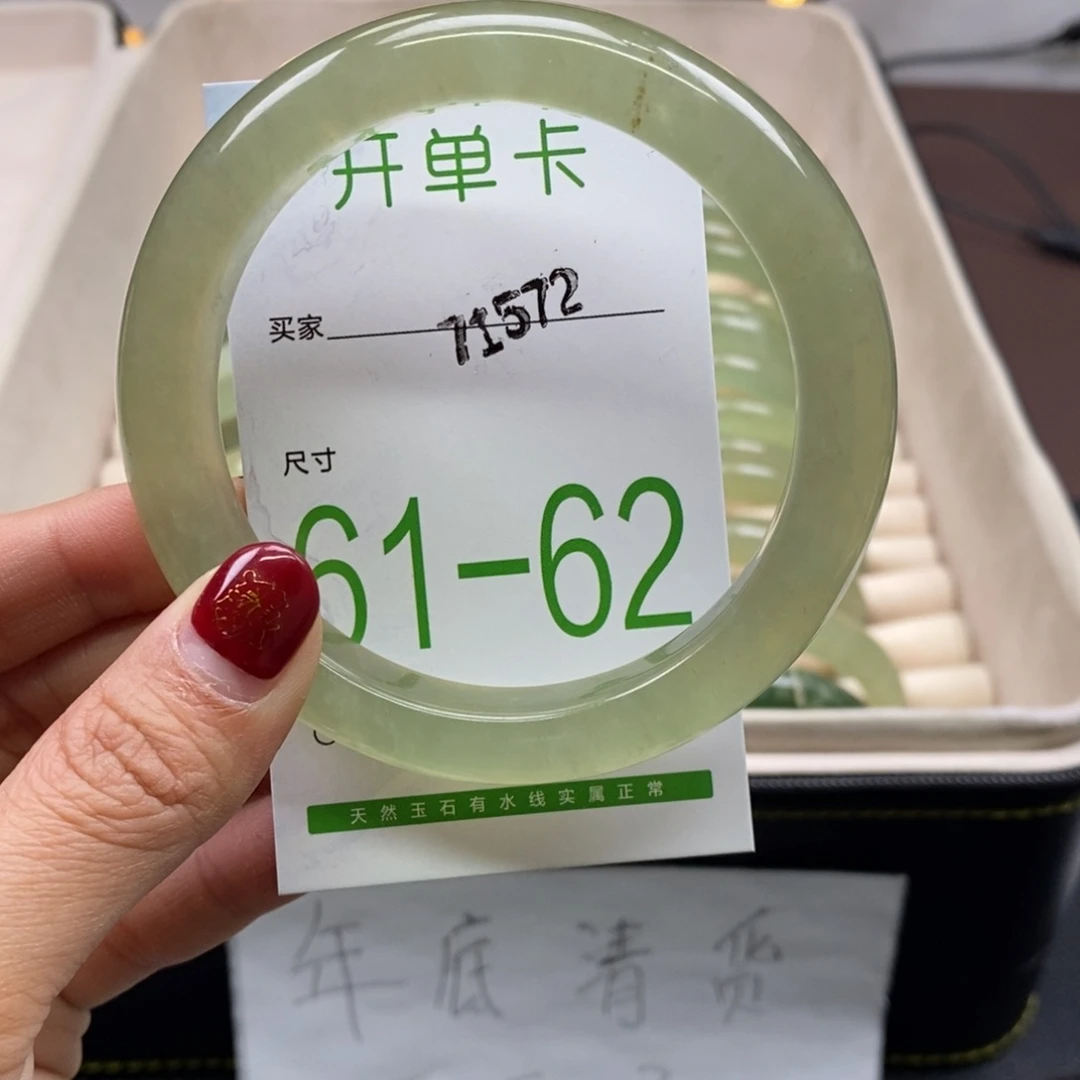 开单卡
买家 71572
尺寸
61-62
天然玉石有水线实属正常
年底清货